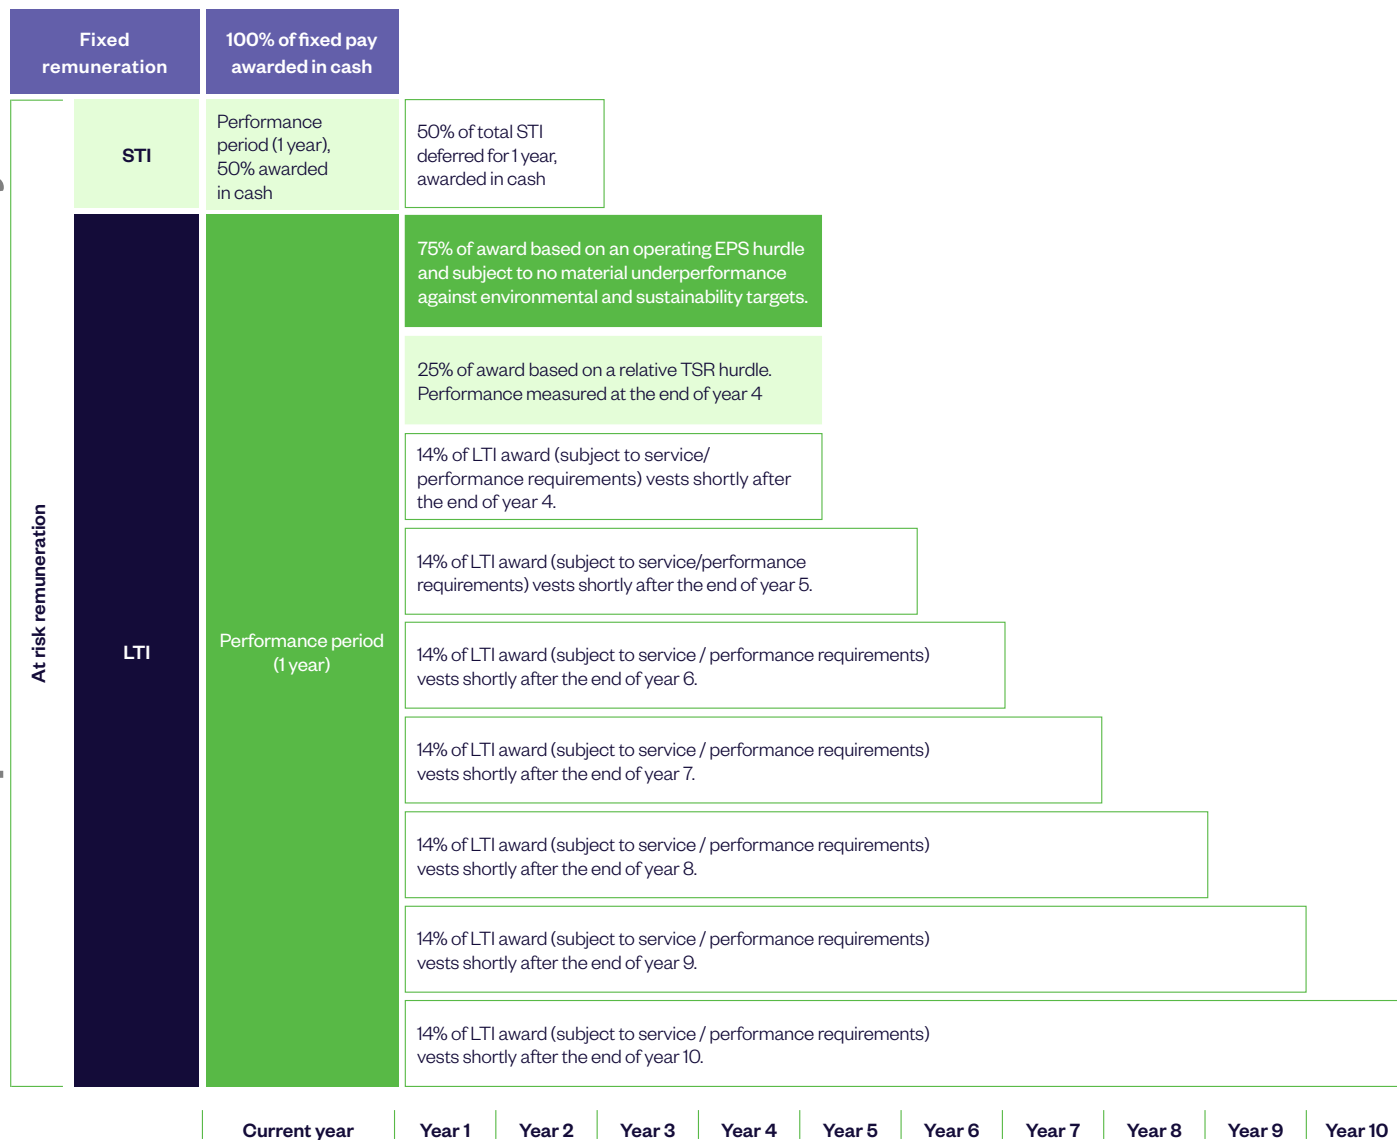 Fixed
remuneration
100% of fixed pay
awarded in cash
At risk remuneration
STI
Performance
period (1 year),
50% awarded
in cash
50% of total STI
deferred for 1 year,
awarded in cash
LTI
Performance period
(1 year)
75% of award based on an operating EPS hurdle
and subject to no material underperformance
against environmental and sustainability targets.
25% of award based on a relative TSR hurdle.
Performance measured at the end of year 4
14% of LTI award (subject to service/
performance requirements) vests shortly after
the end of year 4.
14% of LTI award (subject to service/performance
requirements) vests shortly after the end of year 5.
14% of LTI award (subject to service / performance requirements)
vests shortly after the end of year 6.
14% of LTI award (subject to service / performance requirements)
vests shortly after the end of year 7.
14% of LTI award (subject to service / performance requirements)
vests shortly after the end of year 8.
14% of LTI award (subject to service / performance requirements)
vests shortly after the end of year 9.
14% of LTI award (subject to service / performance requirements)
vests shortly after the end of year 10.
Current year Year 1 Year 2 Year 3 Year 4 Year 5 Year 6 Year 7 Year 8 Year 9 Year 10